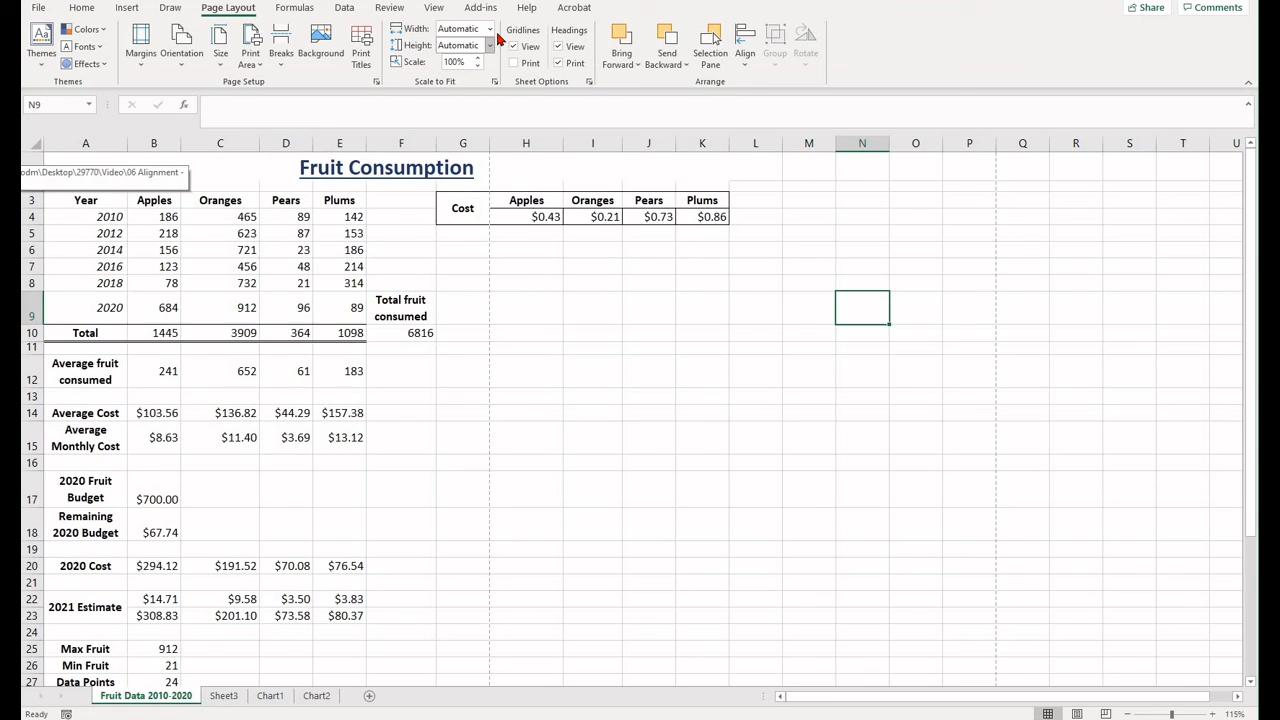 File Home Insert Draw Page Layout Formulas Data Review View Add-ins Help Acrobat Share Comments
Themes Colors Fonts Effects Margins Orientation Size Print Area Breaks Background Print Titles Width: Automatic Height: Automatic Scale: 100% Gridlines View Print Headings View Print Bring Forward Send Backward Selection Pane Align Group Rotate
Themes Page Setup Scale to Fit Sheet Options Arrange
N9 fx
A B C D E F G H I J K L M N O P Q R S T U
Fruit Consumption
odm\Desktop\29770\Video\06 Alignment -
3 Year Apples Oranges Pears Plums Cost Apples Oranges Pears Plums
4 2010 186 465 89 142 $0.43 $0.21 $0.73 $0.86
5 2012 218 623 87 153
6 2014 156 721 23 186
7 2016 123 456 48 214
8 2018 78 732 21 314
9 2020 684 912 96 89 Total fruit consumed
10 Total 1445 3909 364 1098 6816
11
12 Average fruit consumed 241 652 61 183
13
14 Average Cost $103.56 $136.82 $44.29 $157.38
15 Average Monthly Cost $8.63 $11.40 $3.69 $13.12
16
17 2020 Fruit Budget $700.00
18 Remaining 2020 Budget $67.74
19
20 2020 Cost $294.12 $191.52 $70.08 $76.54
21
22 2021 Estimate $14.71 $9.58 $3.50 $3.83
23 $308.83 $201.10 $73.58 $80.37
24
25 Max Fruit 912
26 Min Fruit 21
27 Data Points 24
Fruit Data 2010-2020 Sheet3 Chart1 Chart2
Ready 115%